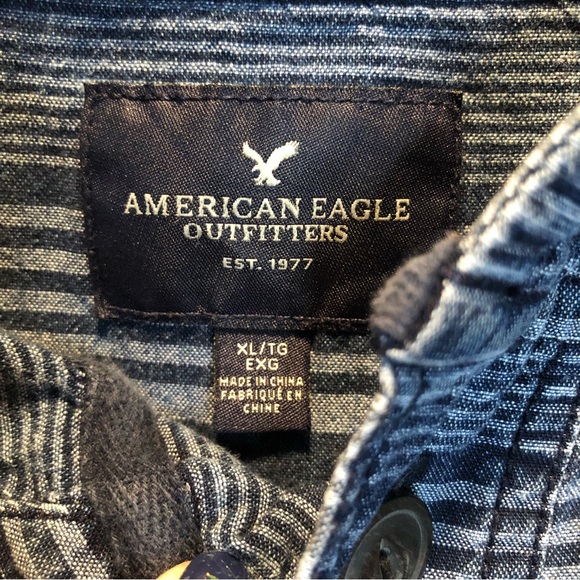 AMERICAN EAGLE
OUTFITTERS
EST. 1977
XL/TG
EXG
MADE IN CHINA
FABRIQUÉ EN
CHINE